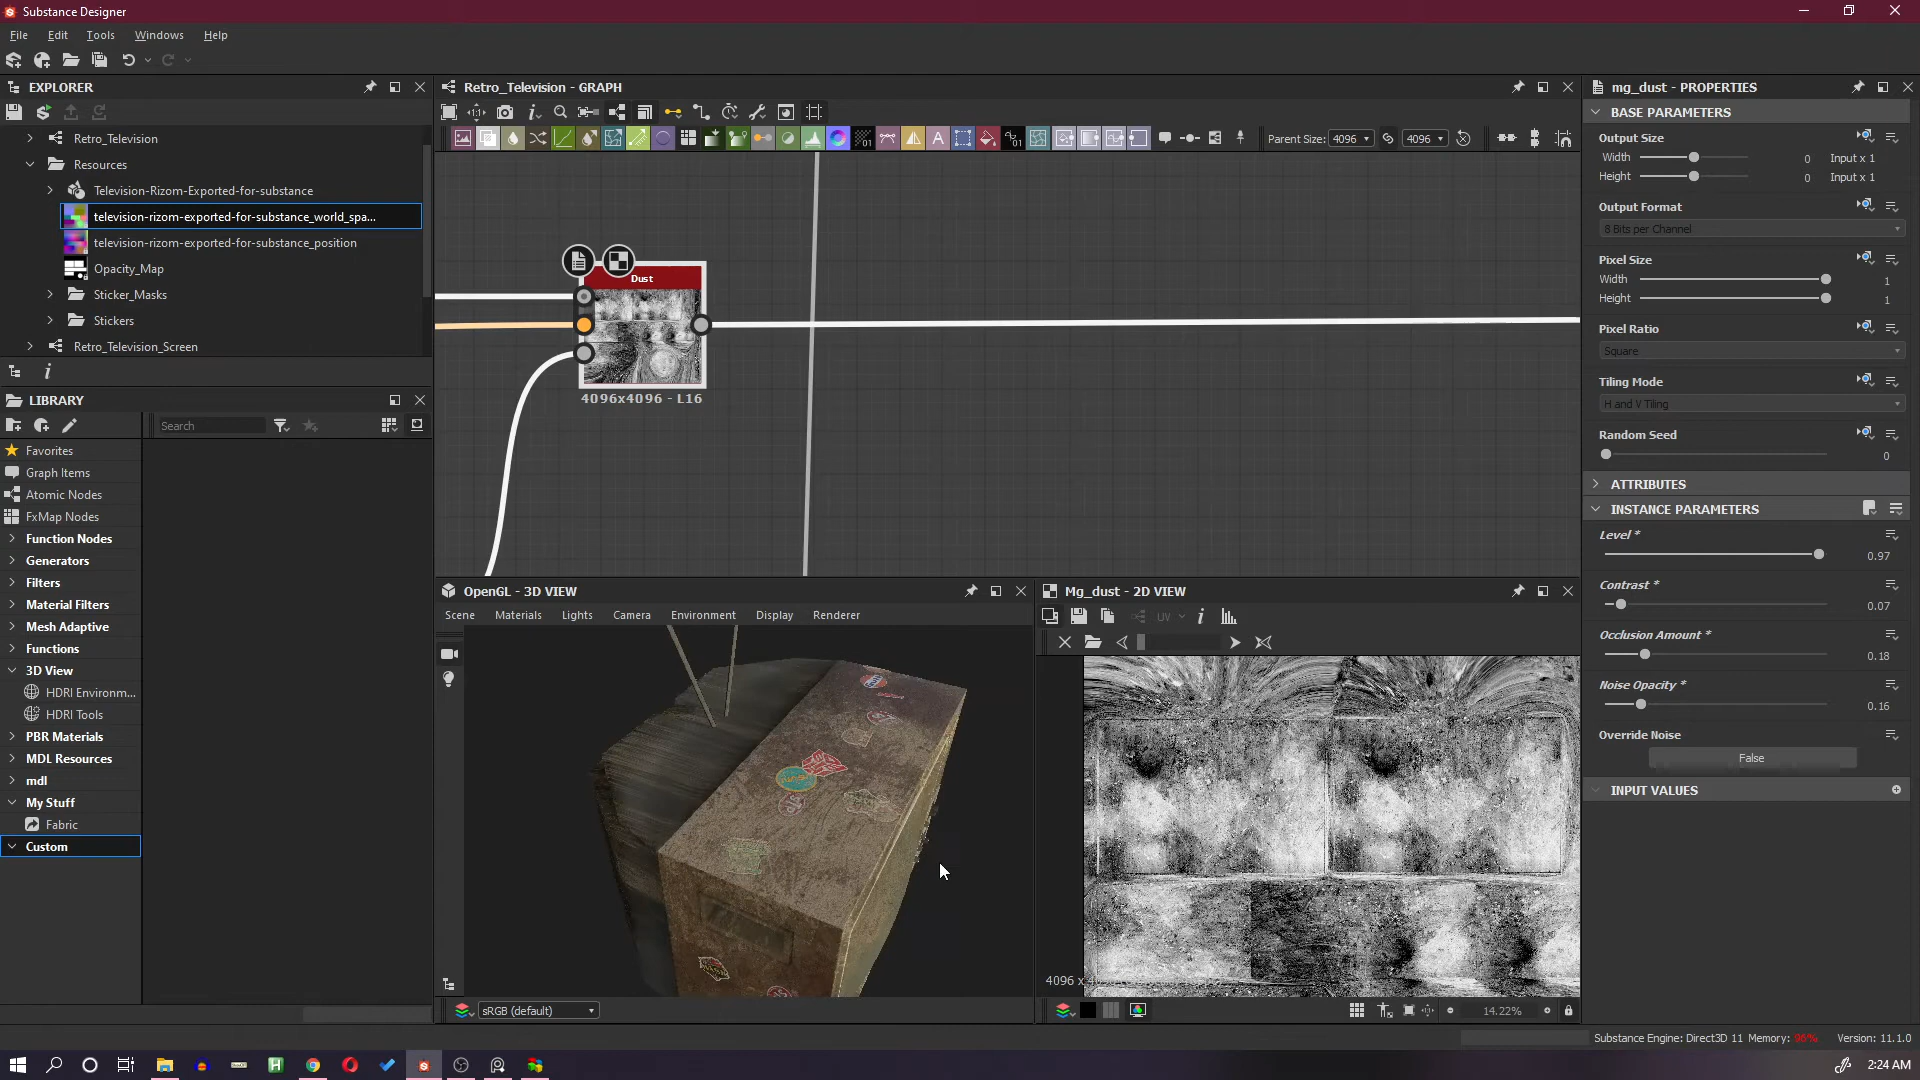 Substance Designer
File Edit Tools Windows Help
EXPLORER
Retro_Television
Resources
Television-Rizom-Exported-for-substance
television-rizom-exported-for-substance_world_spa...
television-rizom-exported-for-substance_position
Opacity_Map
Sticker_Masks
Stickers
Retro_Television_Screen
LIBRARY
Search
Favorites
Graph Items
Atomic Nodes
FxMap Nodes
Function Nodes
Generators
Filters
Material Filters
Mesh Adaptive
Functions
3D View
HDRI Environm...
HDRI Tools
PBR Materials
MDL Resources
mdl
My Stuff
Fabric
Custom
Retro_Television - GRAPH
Parent Size: 4096 4096
Dust
4096x4096 - L16
OpenGL - 3D VIEW
Scene Materials Lights Camera Environment Display Renderer
sRGB (default)
Mg_dust - 2D VIEW
UV
4096 x 4
14.22%
mg_dust - PROPERTIES
BASE PARAMETERS
Output Size
Width 0 Input x 1
Height 0 Input x 1
Output Format
8 Bits per Channel
Pixel Size
Width 1
Height 1
Pixel Ratio
Square
Tiling Mode
H and V Tiling
Random Seed
0
ATTRIBUTES
INSTANCE PARAMETERS
Level *
0.97
Contrast *
0.07
Occlusion Amount *
0.18
Noise Opacity *
0.16
Override Noise
False
INPUT VALUES
Substance Engine: Direct3D 11 Memory: 96% Version: 11.1.0
2:24 AM